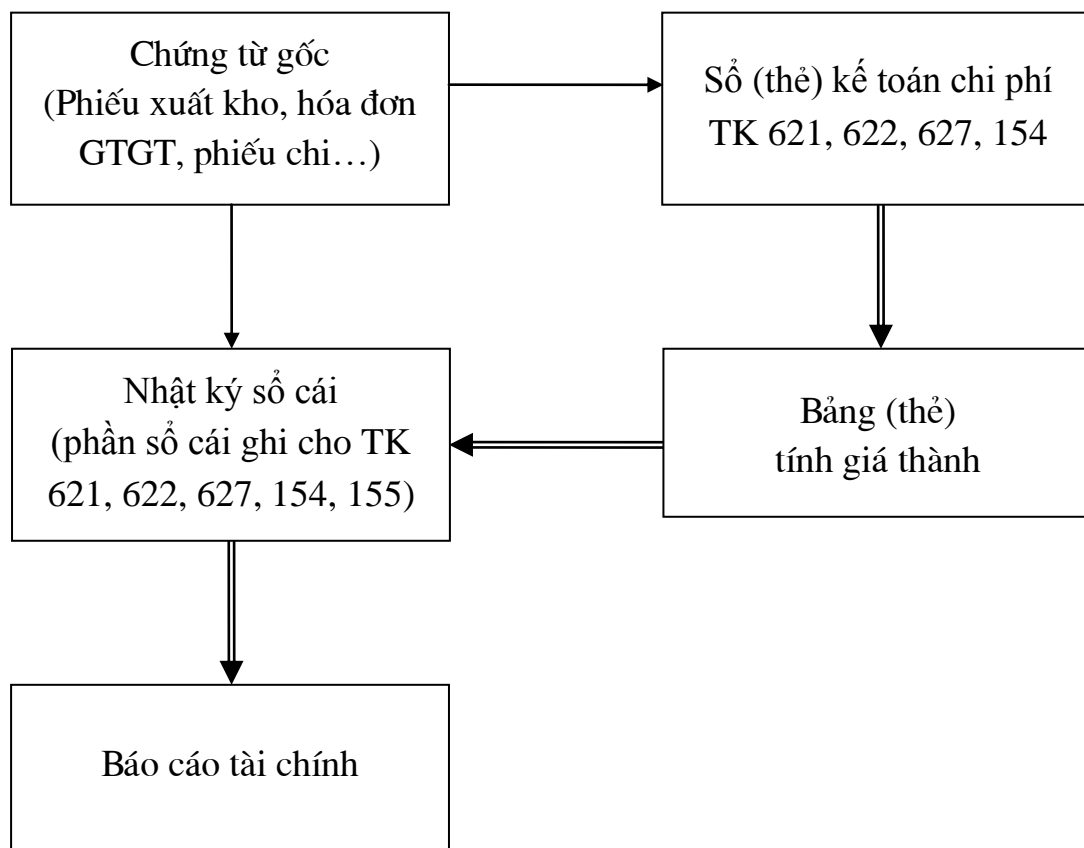 Chứng từ gốc
(Phiếu xuất kho, hóa đơn
GTGT, phiếu chi…)
Sổ (thẻ) kế toán chi phí
TK 621, 622, 627, 154
Nhật ký sổ cái
(phần sổ cái ghi cho TK
621, 622, 627, 154, 155)
Bảng (thẻ)
tính giá thành
Báo cáo tài chính